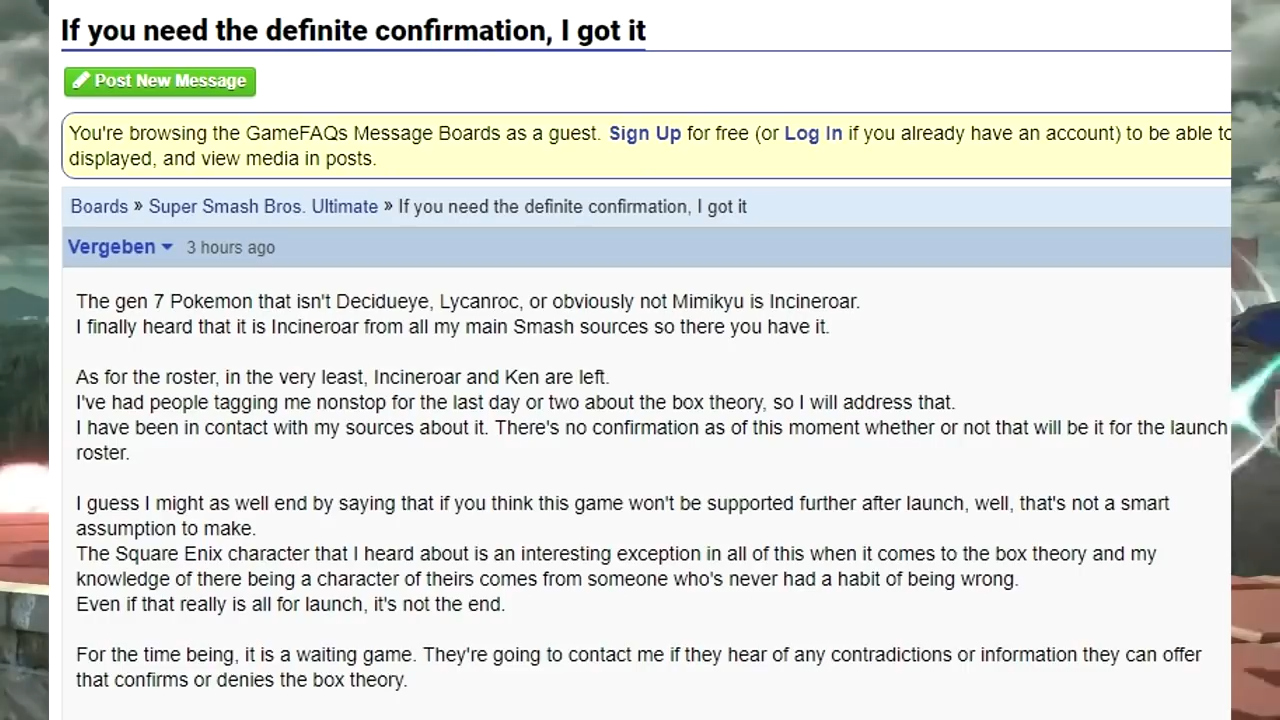 If you need the definite confirmation, I got it
Post New Message
You're browsing the GameFAQs Message Boards as a guest. Sign Up for free (or Log In if you already have an account) to be able to
displayed, and view media in posts.
Boards » Super Smash Bros. Ultimate » If you need the definite confirmation, I got it
Vergeben 3 hours ago
The gen 7 Pokemon that isn't Decidueye, Lycanroc, or obviously not Mimikyu is Incineroar.
I finally heard that it is Incineroar from all my main Smash sources so there you have it.
As for the roster, in the very least, Incineroar and Ken are left.
I've had people tagging me nonstop for the last day or two about the box theory, so I will address that.
I have been in contact with my sources about it. There's no confirmation as of this moment whether or not that will be it for the launch
roster.
I guess I might as well end by saying that if you think this game won't be supported further after launch, well, that's not a smart
assumption to make.
The Square Enix character that I heard about is an interesting exception in all of this when it comes to the box theory and my
knowledge of there being a character of theirs comes from someone who's never had a habit of being wrong.
Even if that really is all for launch, it's not the end.
For the time being, it is a waiting game. They're going to contact me if they hear of any contradictions or information they can offer
that confirms or denies the box theory.